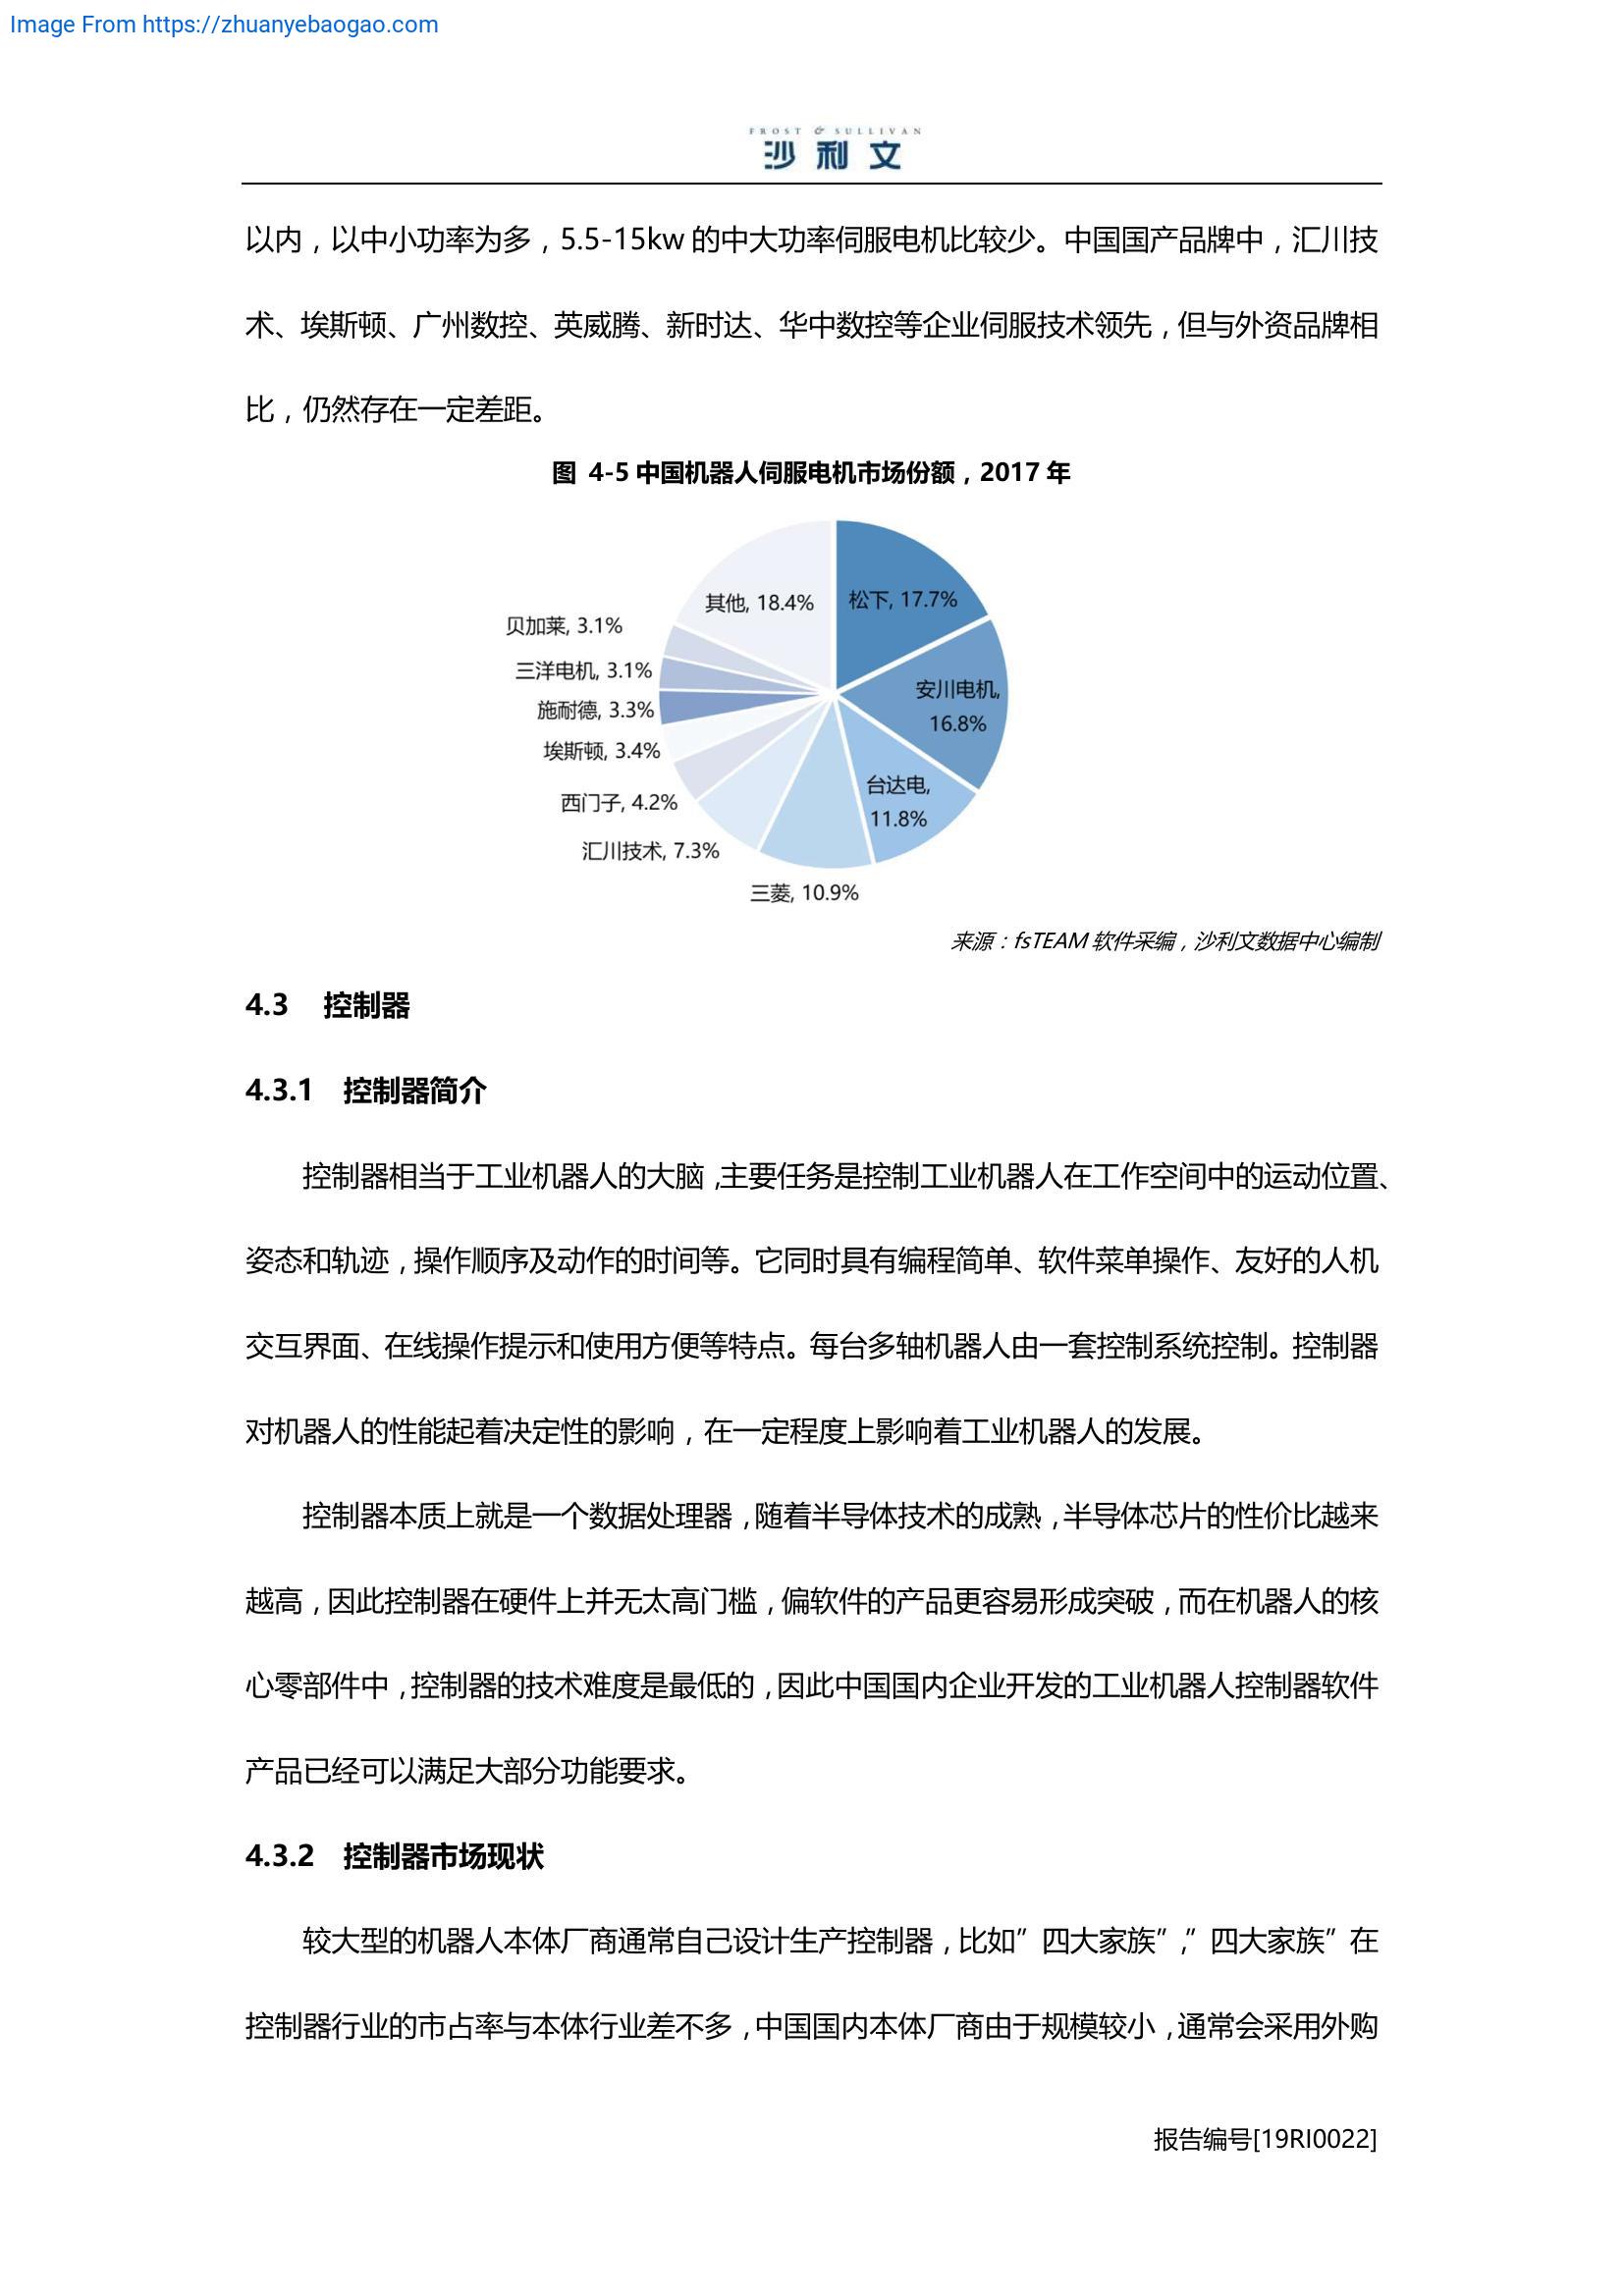 Image From https://zhuanyebaogao.com
FROST & SULLIVAN
沙利文
以内，以中小功率为多，5.5-15kw 的中大功率伺服电机比较少。中国国产品牌中，汇川技
术、埃斯顿、广州数控、英威腾、新时达、华中数控等企业伺服技术领先，但与外资品牌相
比，仍然存在一定差距。
图 4-5 中国机器人伺服电机市场份额，2017 年
其他, 18.4%
松下, 17.7%
贝加莱, 3.1%
三洋电机, 3.1%
安川电机,
16.8%
施耐德, 3.3%
埃斯顿, 3.4%
台达电,
11.8%
西门子, 4.2%
汇川技术, 7.3%
三菱, 10.9%
来源：fsTEAM 软件采编，沙利文数据中心编制
4.3 控制器
4.3.1 控制器简介
控制器相当于工业机器人的大脑，主要任务是控制工业机器人在工作空间中的运动位置、
姿态和轨迹，操作顺序及动作的时间等。它同时具有编程简单、软件菜单操作、友好的人机
交互界面、在线操作提示和使用方便等特点。每台多轴机器人由一套控制系统控制。控制器
对机器人的性能起着决定性的影响，在一定程度上影响着工业机器人的发展。
控制器本质上就是一个数据处理器，随着半导体技术的成熟，半导体芯片的性价比越来
越高，因此控制器在硬件上并无太高门槛，偏软件的产品更容易形成突破，而在机器人的核
心零部件中，控制器的技术难度是最低的，因此中国国内企业开发的工业机器人控制器软件
产品已经可以满足大部分功能要求。
4.3.2 控制器市场现状
较大型的机器人本体厂商通常自己设计生产控制器，比如”四大家族”，“四大家族”在
控制器行业的市占率与本体行业差不多，中国国内本体厂商由于规模较小，通常会采用外购
报告编号[19RI0022]